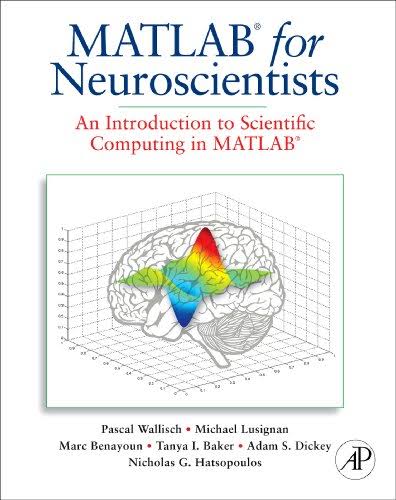 MATLAB® for
Neuroscientists
An Introduction to Scientific
Computing in MATLAB®
Pascal Wallisch • Michael Lusignan
Marc Benayoun • Tanya I. Baker • Adam S. Dickey
Nicholas G. Hatsopoulos
AP